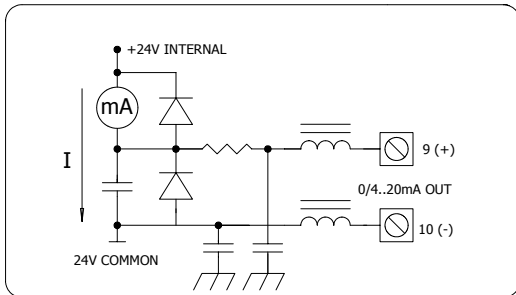 +24V INTERNAL
mA
I
9 (+)
0/4..20mA OUT
10 (-)
24V COMMON